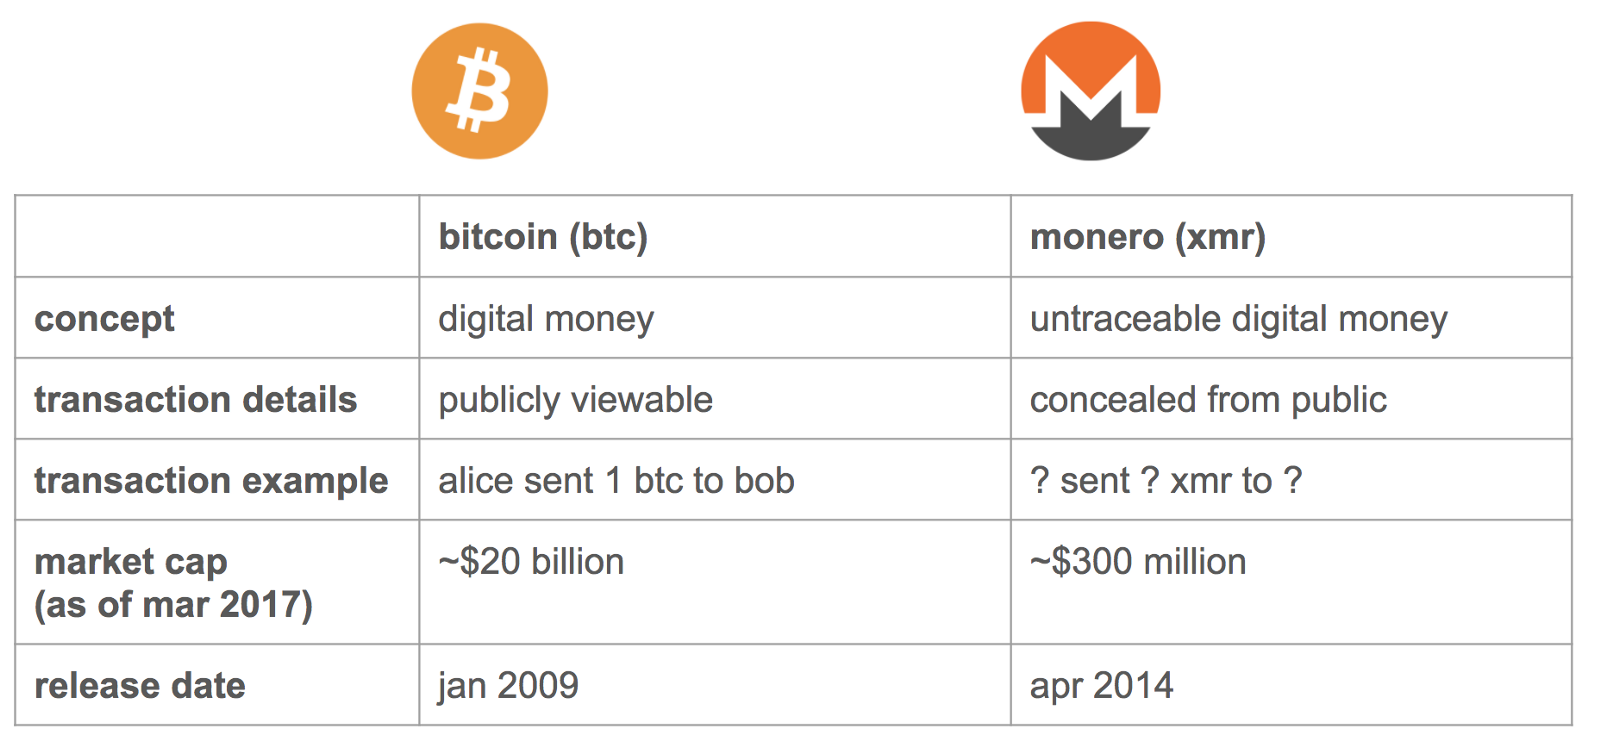 bitcoin (btc) monero (xmr)
concept digital money untraceable digital money
transaction details publicly viewable concealed from public
transaction example alice sent 1 btc to bob ? sent ? xmr to ?
market cap ~$20 billion ~$300 million
(as of mar 2017)
release date jan 2009 apr 2014